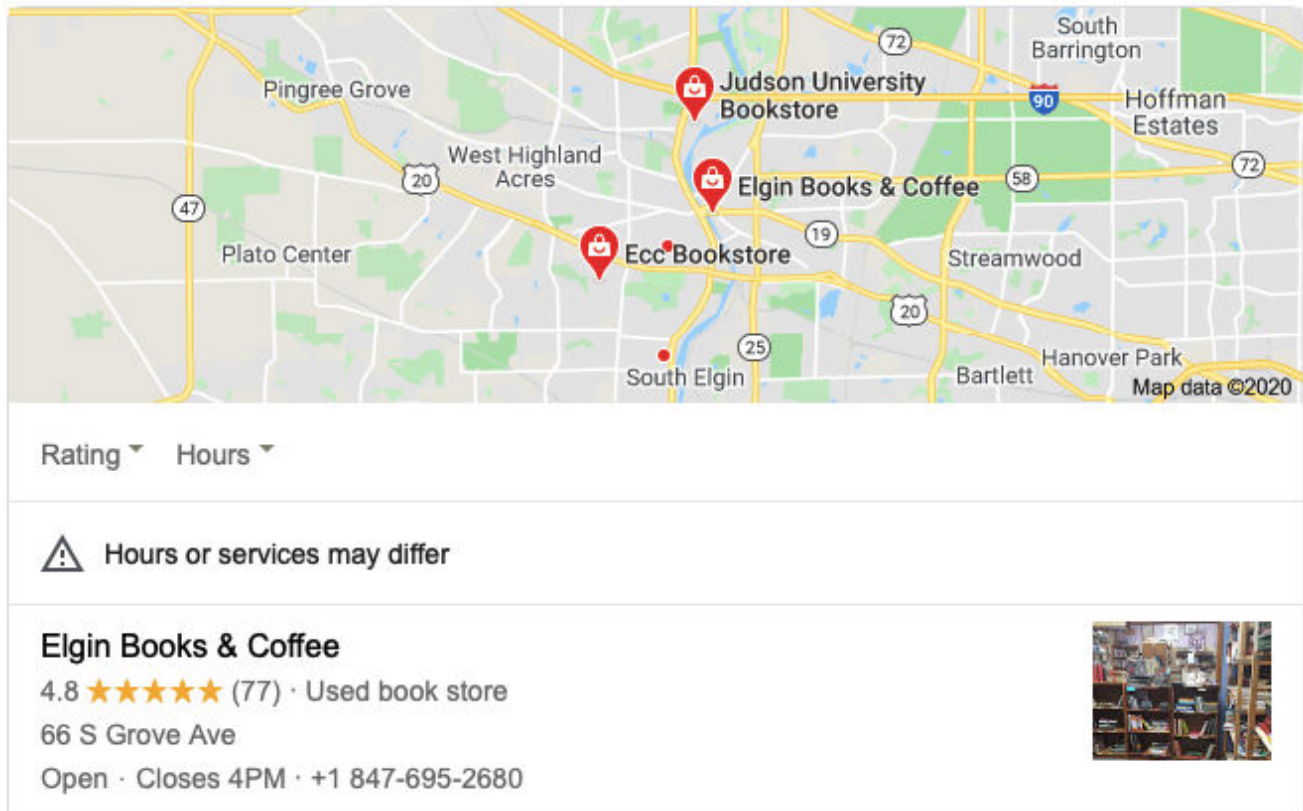 72
South
Barrington
Pingree Grove
Judson University
Bookstore
90
Hoffman
Estates
West Highland
Acres
20
72
58
Elgin Books & Coffee
47
19
Plato Center
Ecc Bookstore
Streamwood
20
25
Hanover Park
South Elgin
Bartlett
Map data ©2020
Rating Hours
Hours or services may differ
Elgin Books & Coffee
4.8 ★★★★★ (77) · Used book store
66 S Grove Ave
Open · Closes 4PM · +1 847-695-2680